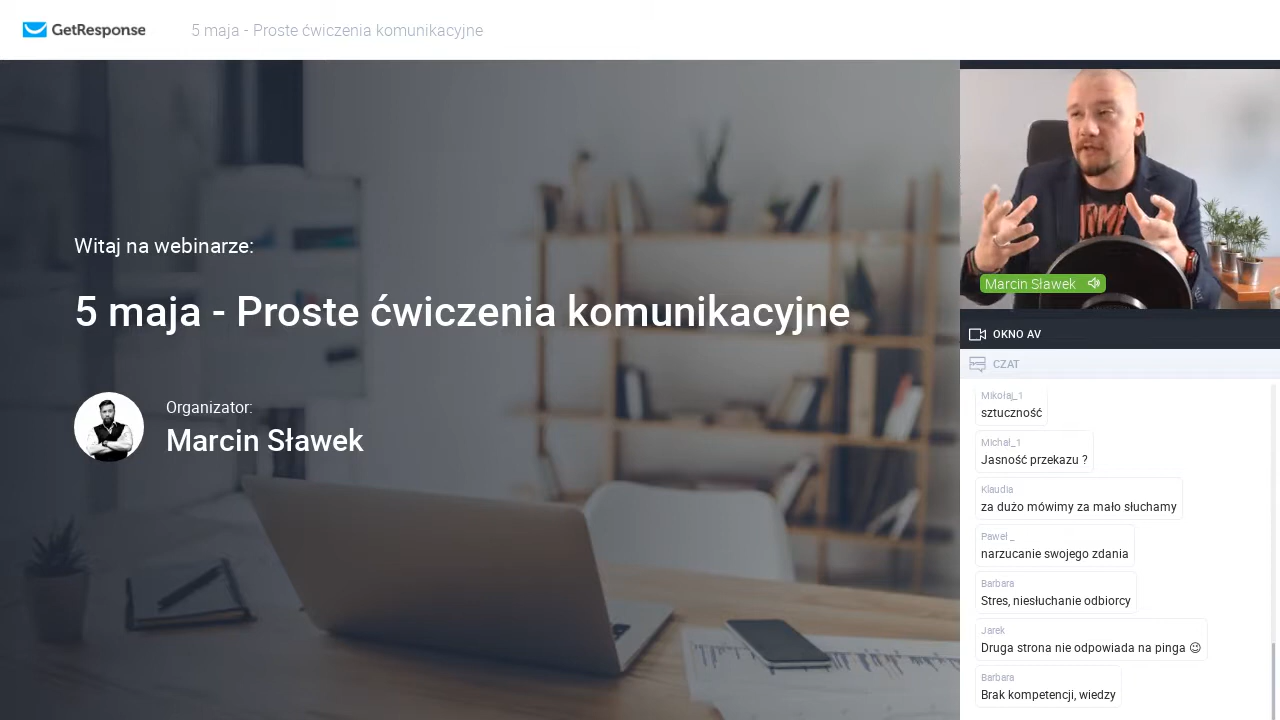 GetResponse
5 maja - Proste ćwiczenia komunikacyjne
Witaj na webinarze:
5 maja - Proste ćwiczenia komunikacyjne
Organizator:
Marcin Sławek
Marcin Sławek
OKNO AV
CZAT
Mikołaj_1
sztuczność
Michał_1
Jasność przekazu ?
Klaudia
za dużo mówimy za mało słuchamy
Paweł _
narzucanie swojego zdania
Barbara
Stres, niesłuchanie odbiorcy
Jarek
Druga strona nie odpowiada na pinga 😉
Barbara
Brak kompetencji, wiedzy